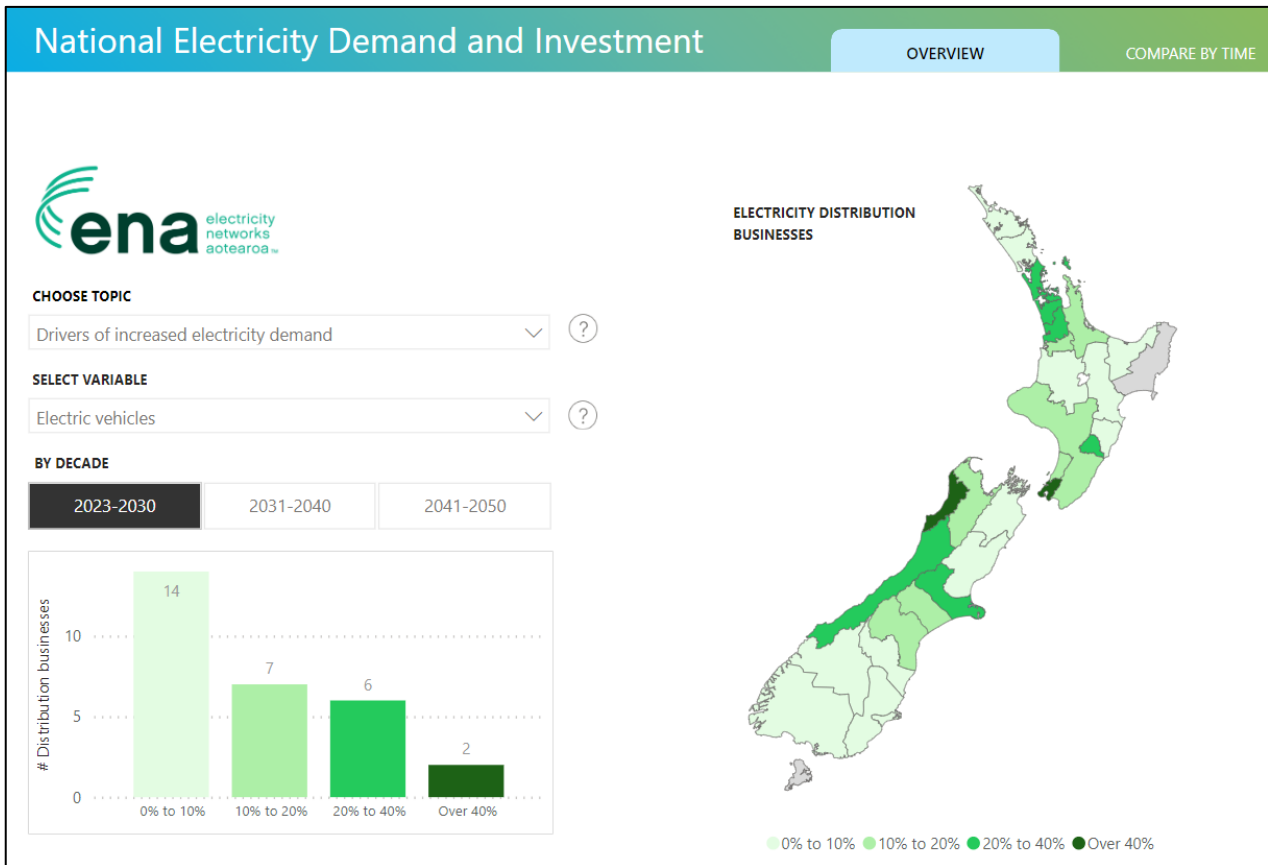 National Electricity Demand and Investment
OVERVIEW
COMPARE BY TIME
ena
electricity
networks
aotearoa™
CHOOSE TOPIC
Drivers of increased electricity demand
?
SELECT VARIABLE
Electric vehicles
?
BY DECADE
2023-2030
2031-2040
2041-2050
# Distribution businesses
10
5
0
14
7
6
2
0% to 10%
10% to 20%
20% to 40%
Over 40%
ELECTRICITY DISTRIBUTION
BUSINESSES
0% to 10%
10% to 20%
20% to 40%
Over 40%